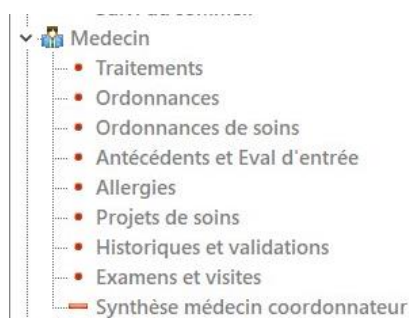 Medecin
Traitements
Ordonnances
Ordonnances de soins
Antécédents et Eval d'entrée
Allergies
Projets de soins
Historiques et validations
Examens et visites
Synthèse médecin coordonnateur